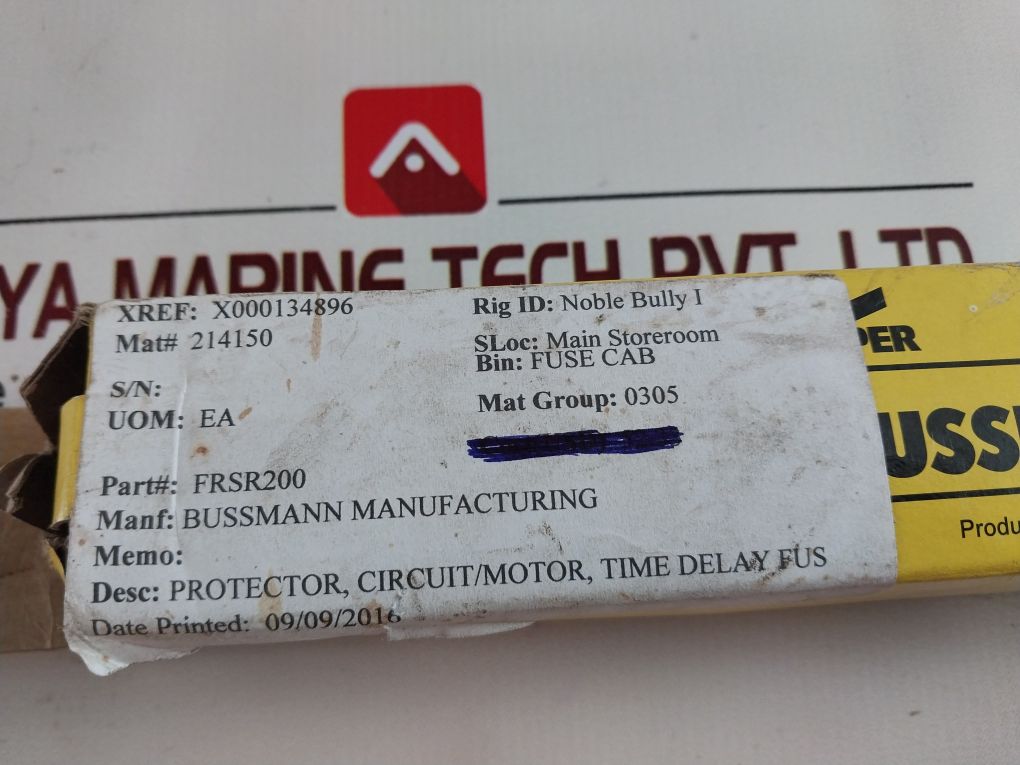 YA MARINE TECH PVT. LTD
XREF: X000134896
Rig ID: Noble Bully I
Mat# 214150
SLoc: Main Storeroom
Bin: FUSE CAB
S/N:
UOM: EA
Mat Group: 0305
Part#: FRSR200
Manf: BUSSMANN MANUFACTURING
Memo:
Desc: PROTECTOR, CIRCUIT/MOTOR, TIME DELAY FUS
Date Printed: 09/09/2016
PER
USS
Produ